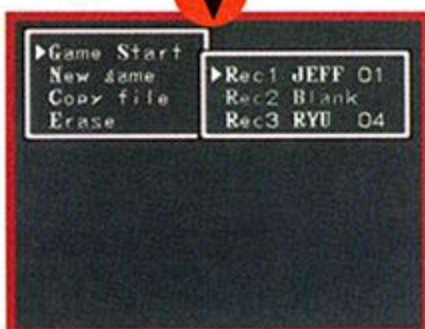 ▶Game Start
New game
Copy file
Erase
▶Rec1 JEFF 01
Rec2 Blank
Rec3 RYU 04